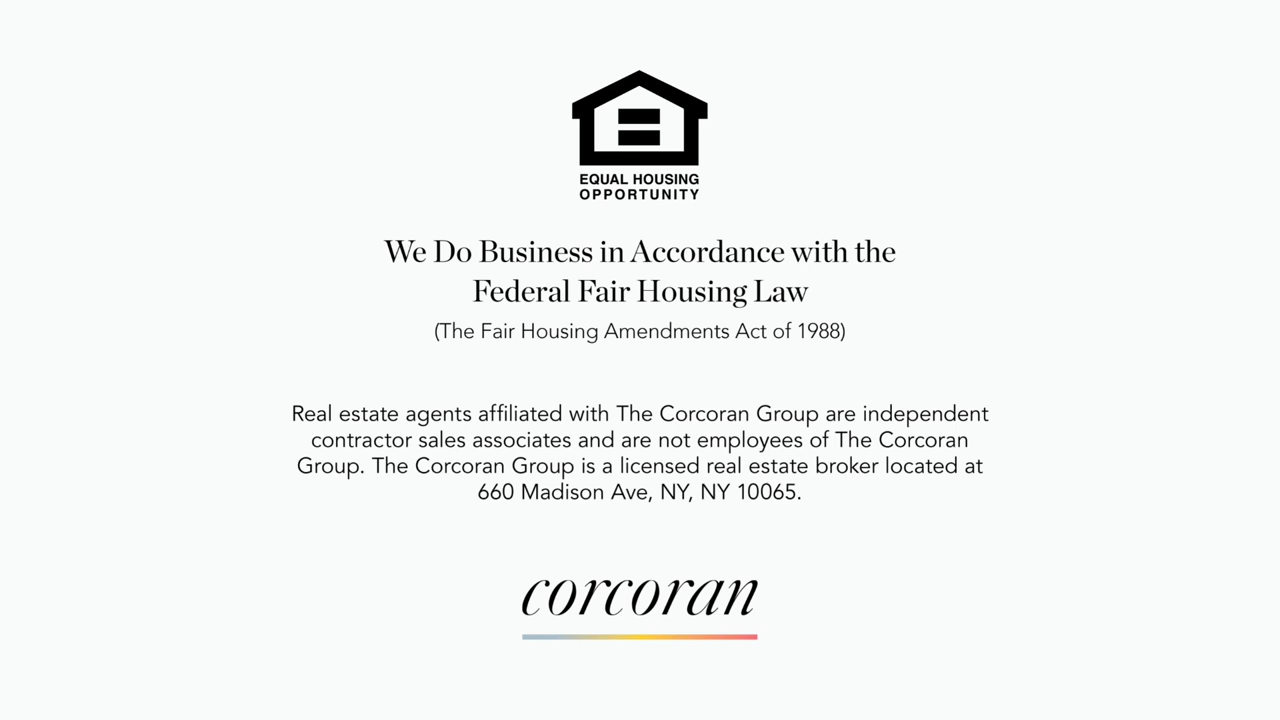 EQUAL HOUSING
OPPORTUNITY
We Do Business in Accordance with the
Federal Fair Housing Law
(The Fair Housing Amendments Act of 1988)
Real estate agents affiliated with The Corcoran Group are independent
contractor sales associates and are not employees of The Corcoran
Group. The Corcoran Group is a licensed real estate broker located at
660 Madison Ave, NY, NY 10065.
corcoran